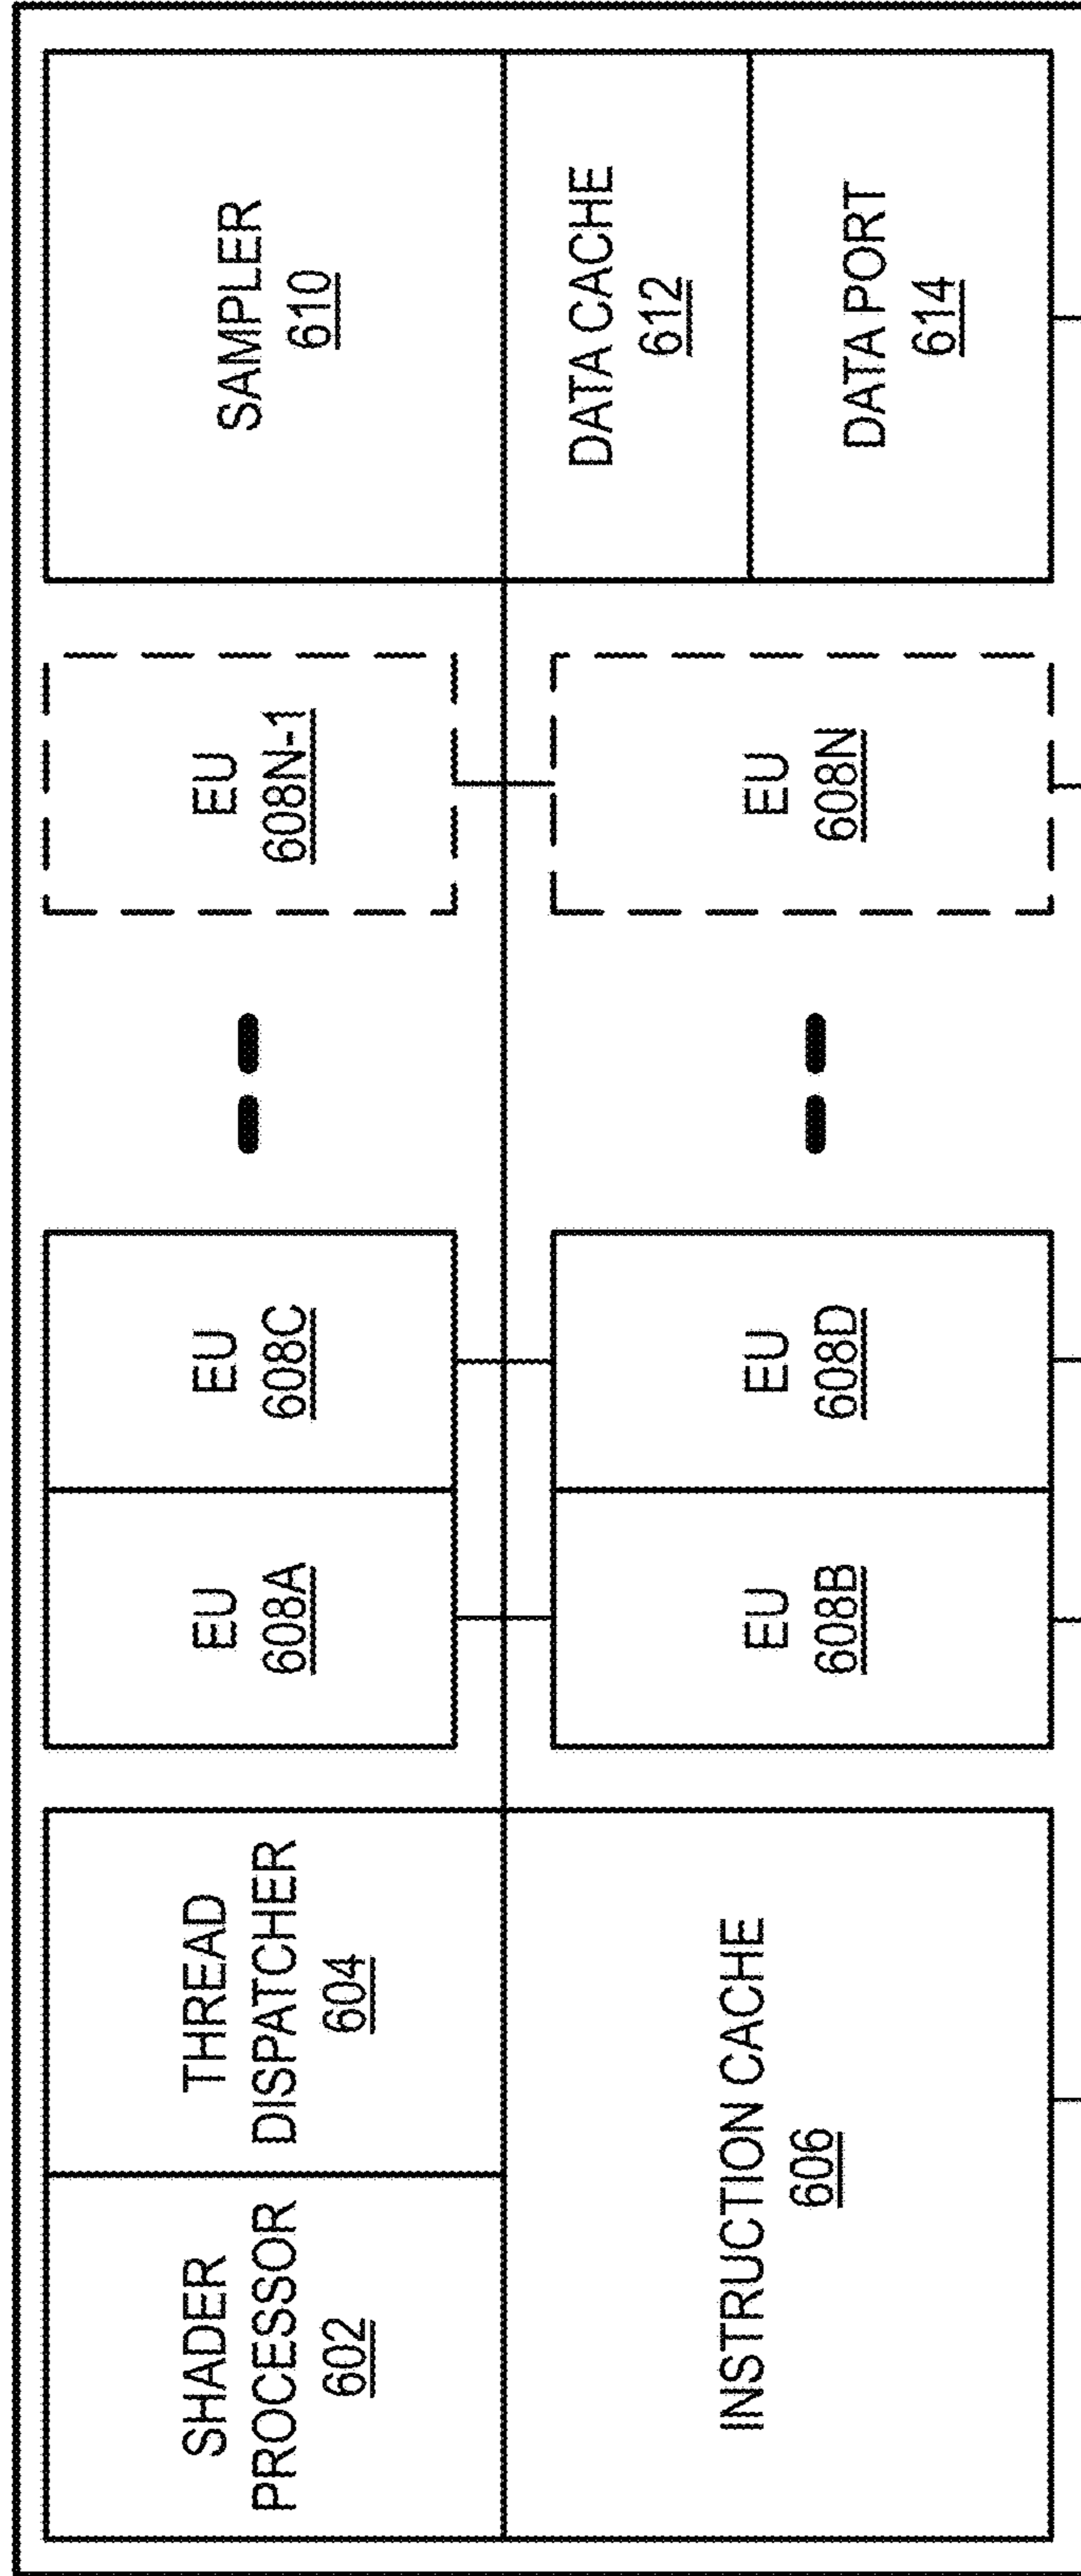 SHADER
PROCESSOR
602
THREAD
DISPATCHER
604
INSTRUCTION CACHE
606
EU
608A
EU
608C
EU
608B
EU
608D
EU
608N-1
EU
608N
SAMPLER
610
DATA CACHE
612
DATA PORT
614